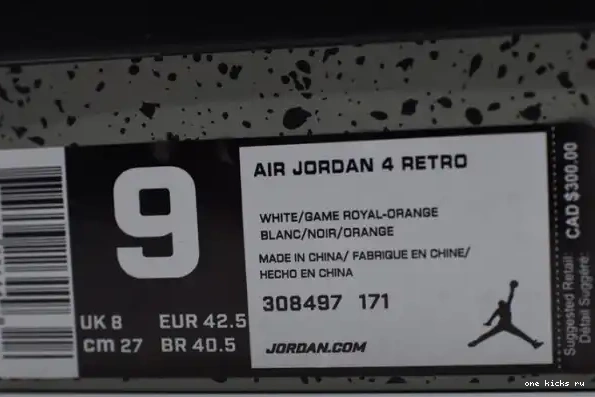 9
UK 8 EUR 42.5
cm 27 BR 40.5
AIR JORDAN 4 RETRO
WHITE/GAME ROYAL-ORANGE
BLANC/NOIR/ORANGE
MADE IN CHINA/ FABRIQUE EN CHINE/
HECHO EN CHINA
308497 171
JORDAN.COM
Suggested Retail: CAD $300.00
Détail Suggéré:
one kicks ru